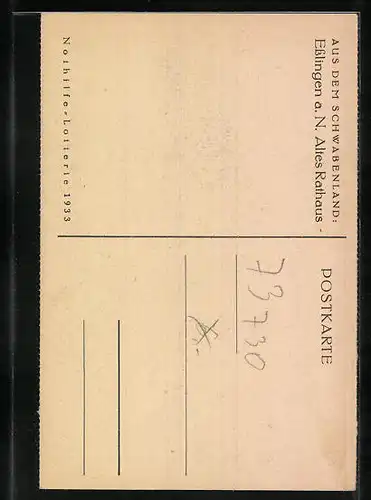 AUS DEM SCHWABENLAND:
Eßlingen a. N. Altes Rathaus -
Nothilfe-Lotterie 1933
POSTKARTE
73730